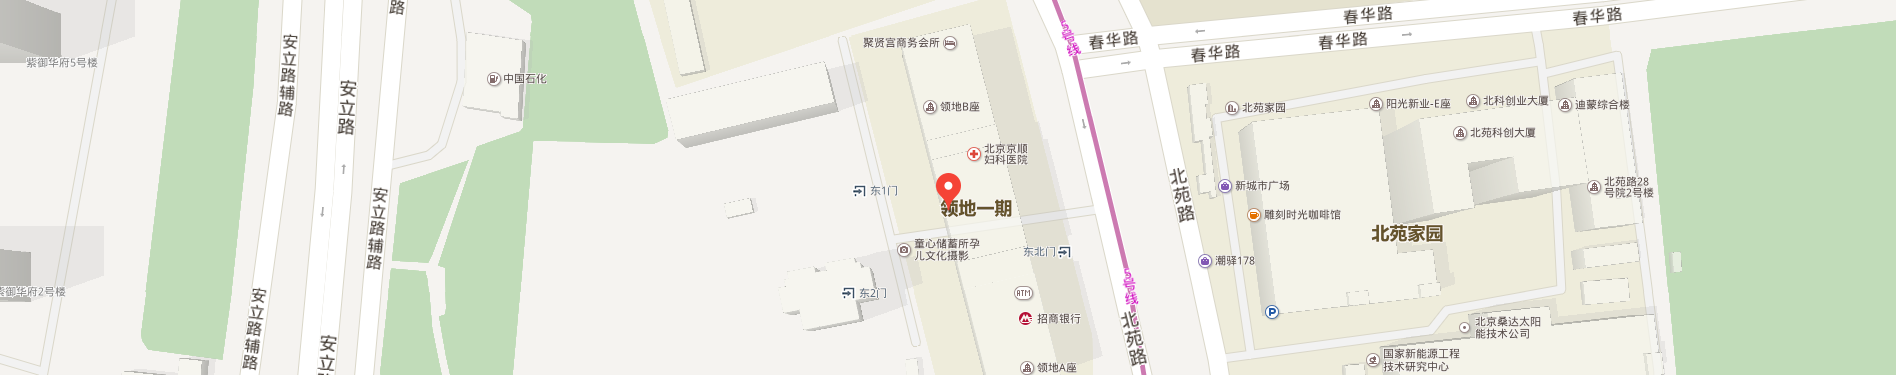 路
春华路
春华路
5号线
春华路
春华路
春华路
聚贤宫商务会所
安立路辅路
紫御华府5号楼
中国石化
安立路
领地B座
北苑家园
阳光新业-E座
北科创业大厦
迪蒙综合楼
北苑科创大厦
北京京顺
妇科医院
东1门
新城市广场
北苑路28
号院2号楼
北苑路
领地一期
雕刻时光咖啡馆
安立路辅路
北苑家园
童心储蓄所孕
儿文化摄影
东北门
潮驿178
5号线
紫御华府2号楼
东2门
ATM
P
安立路辅路
招商银行
北苑路
北京桑达太阳
能技术公司
安立路
国家新能源工程
技术研究中心
领地A座